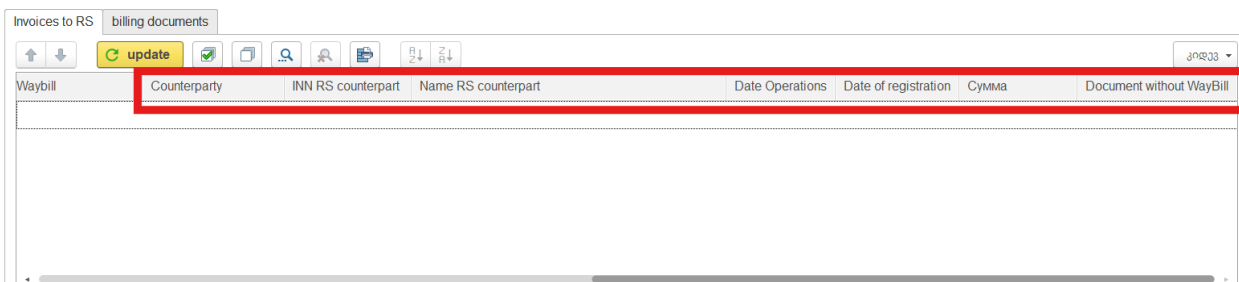 Invoices to RS billing documents
update კიდევ
Waybill Counterparty INN RS counterpart Name RS counterpart Date Operations Date of registration Сумма Document without WayBill